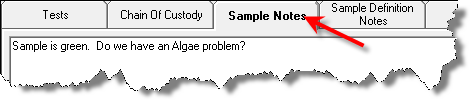 Tests
Chain Of Custody
Sample Notes
Sample Definition
Notes
Sample is green.  Do we have an Algae problem?